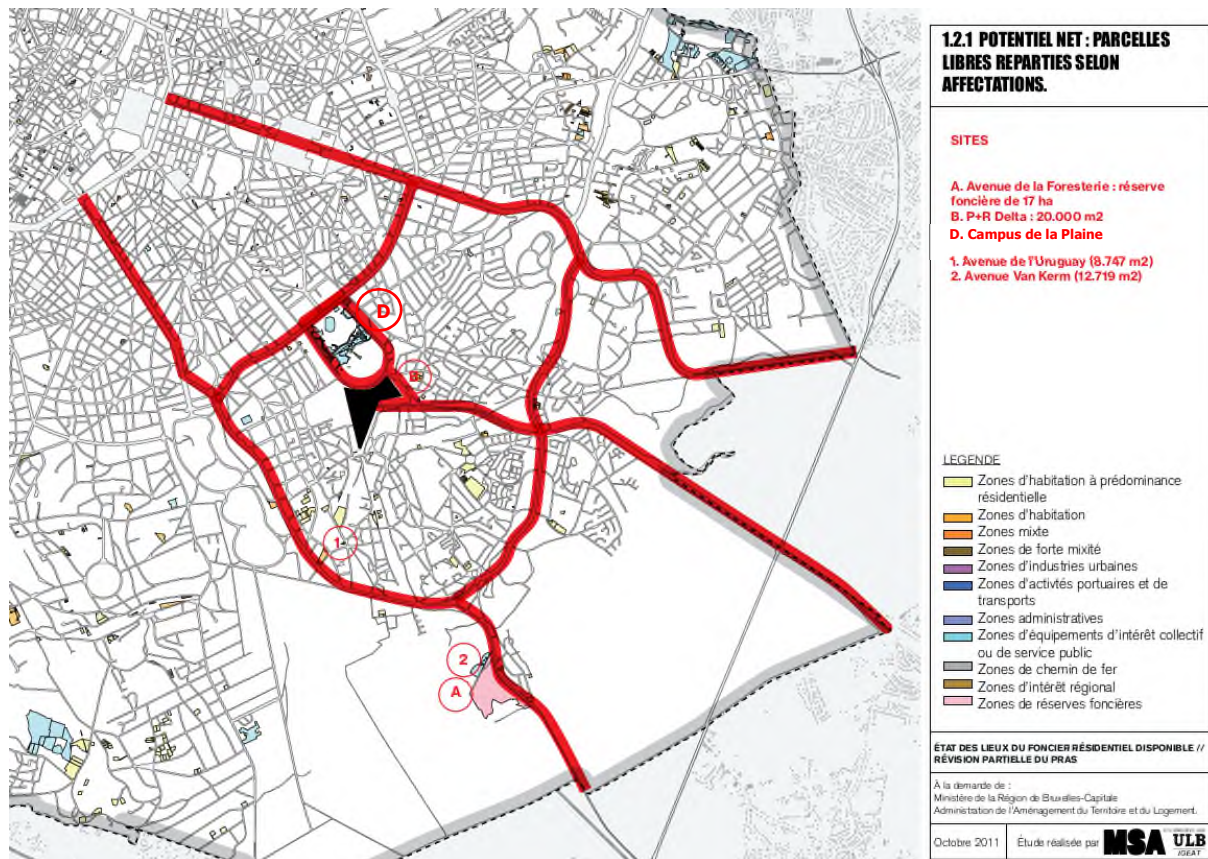 1.2.1 POTENTIEL NET : PARCELLES
LIBRES REPARTIES SELON
AFFECTATIONS.
SITES
A. Avenue de la Foresterie : réserve
foncière de 17 ha
B. P+R Delta : 20.000 m2
D. Campus de la Plaine
1. Avenue de l'Uruguay (8.747 m2)
2. Avenue Van Kerm (12.719 m2)
D
B
1
2
A
LEGENDE
Zones d'habitation à prédominance
résidentielle
Zones d'habitation
Zones mixte
Zones de forte mixité
Zones d'industries urbaines
Zones d'activtés portuaires et de
transports
Zones administratives
Zones d'équipements d'intérêt collectif
ou de service public
Zones de chemin de fer
Zones d'intérêt régional
Zones de réserves foncières
ÉTAT DES LIEUX DU FONCIER RÉSIDENTIEL DISPONIBLE //
RÉVISION PARTIELLE DU PRAS
À la demande de :
Ministère de la Région de Bruxelles-Capitale
Administration de l'Aménagement du Territoire et du Logement.
Octobre 2011
Étude réalisée par MSA ULB
IGEAT